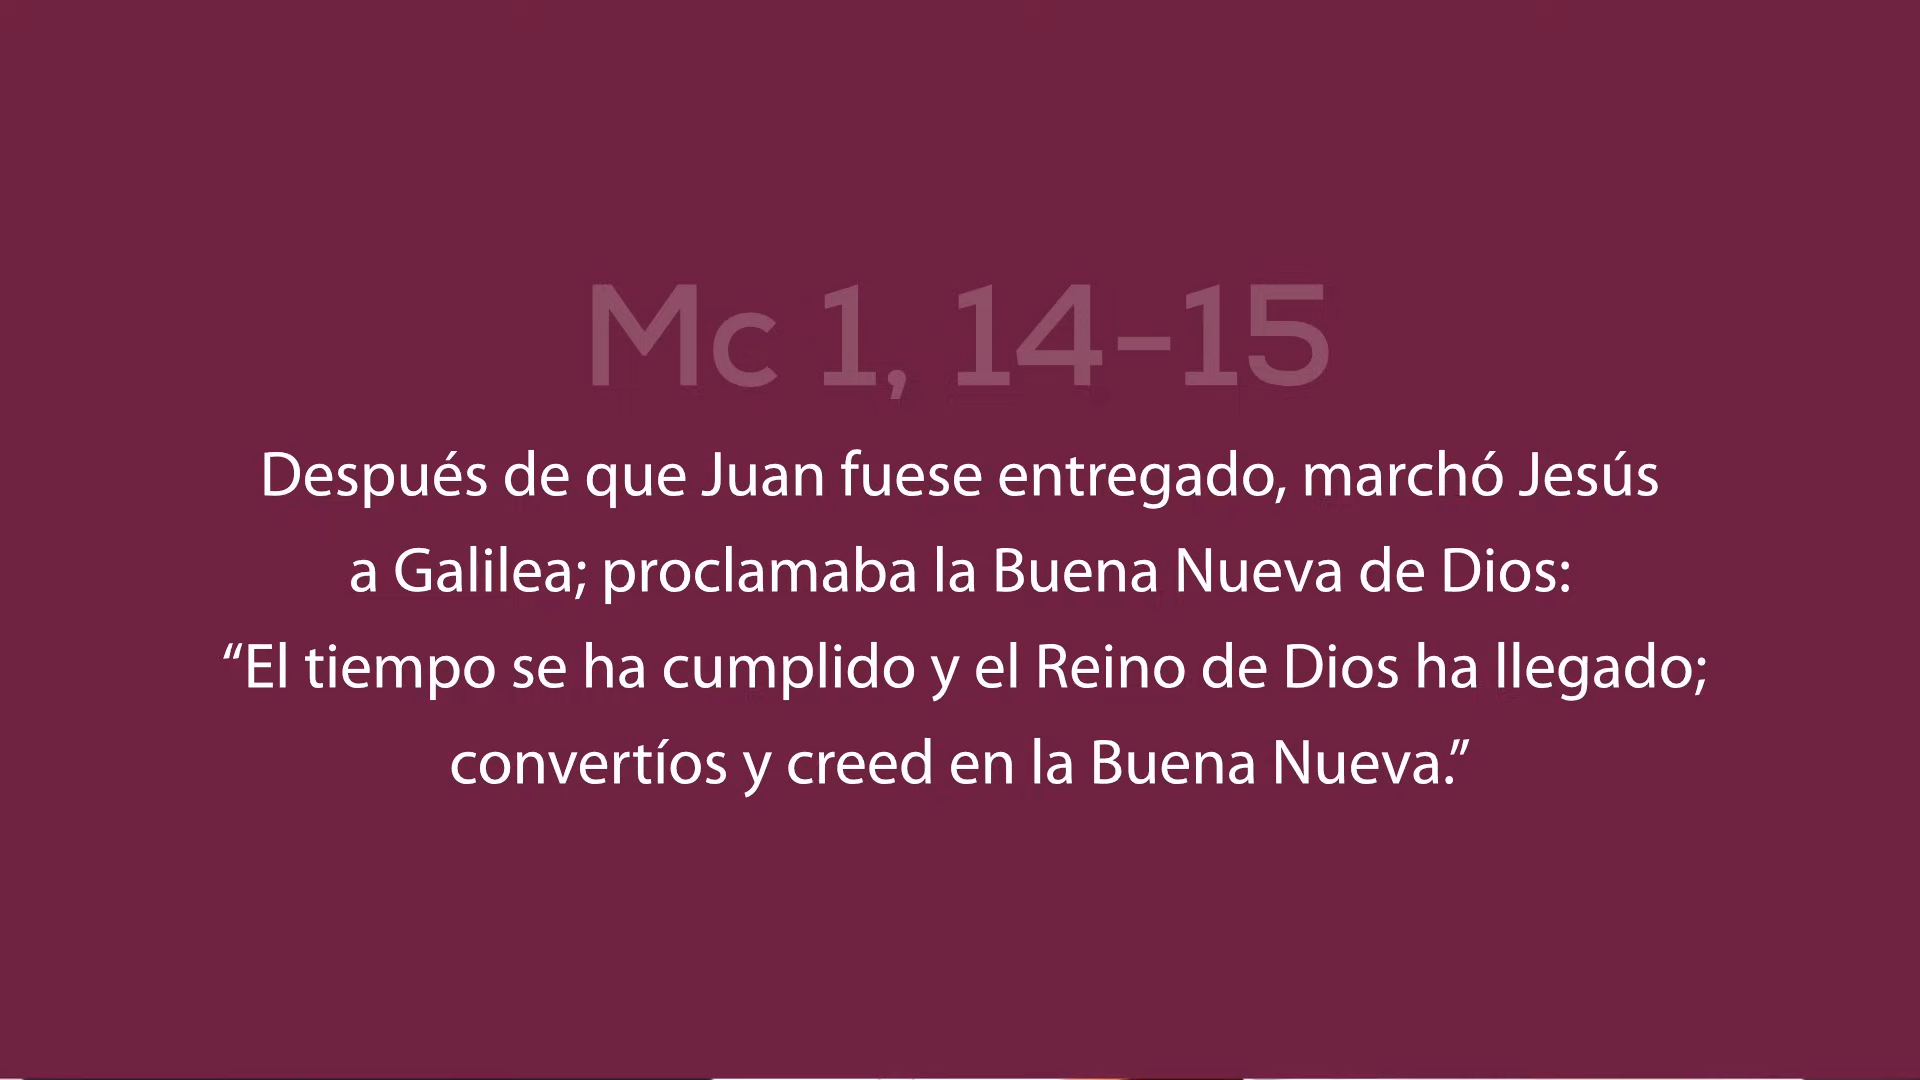 Mc 1, 14-15
Después de que Juan fuese entregado, marchó Jesús
a Galilea; proclamaba la Buena Nueva de Dios:
“El tiempo se ha cumplido y el Reino de Dios ha llegado;
convertíos y creed en la Buena Nueva.”